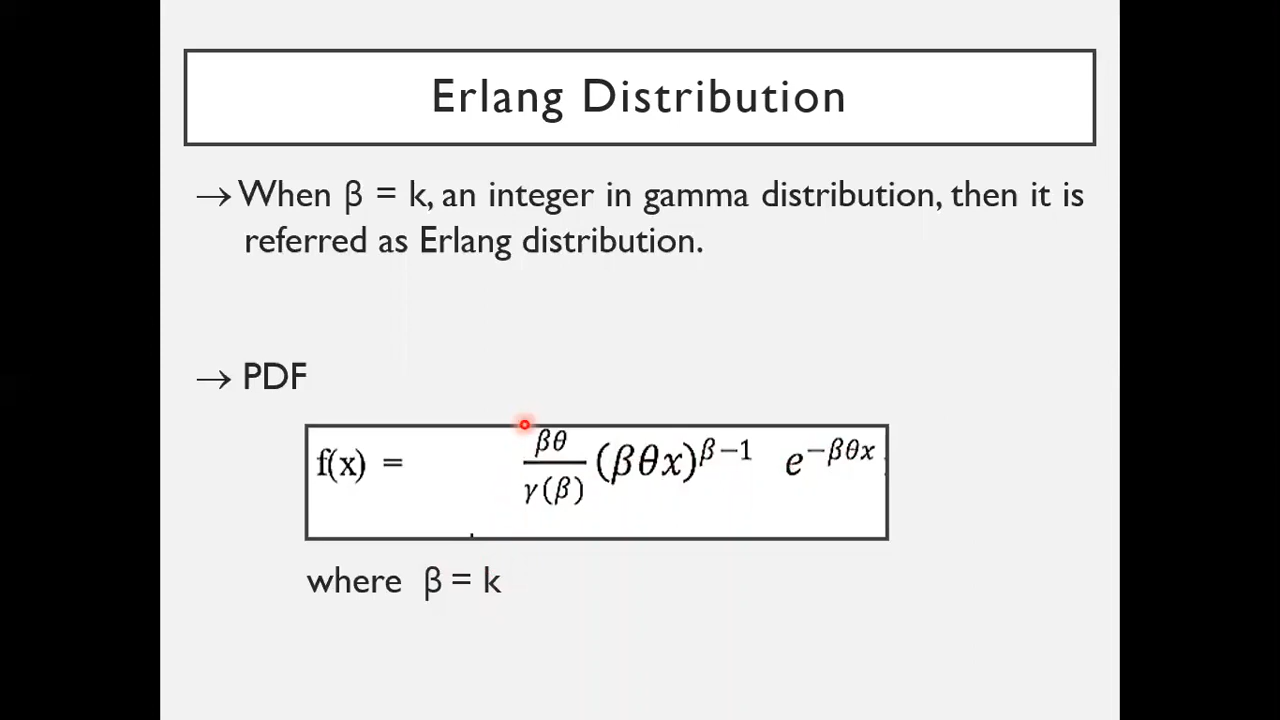 Erlang Distribution
→ When β = k, an integer in gamma distribution, then it is
referred as Erlang distribution.
→ PDF
f(x) = βθ/γ(β) (βθx)^β−1 e^−βθx
where β = k